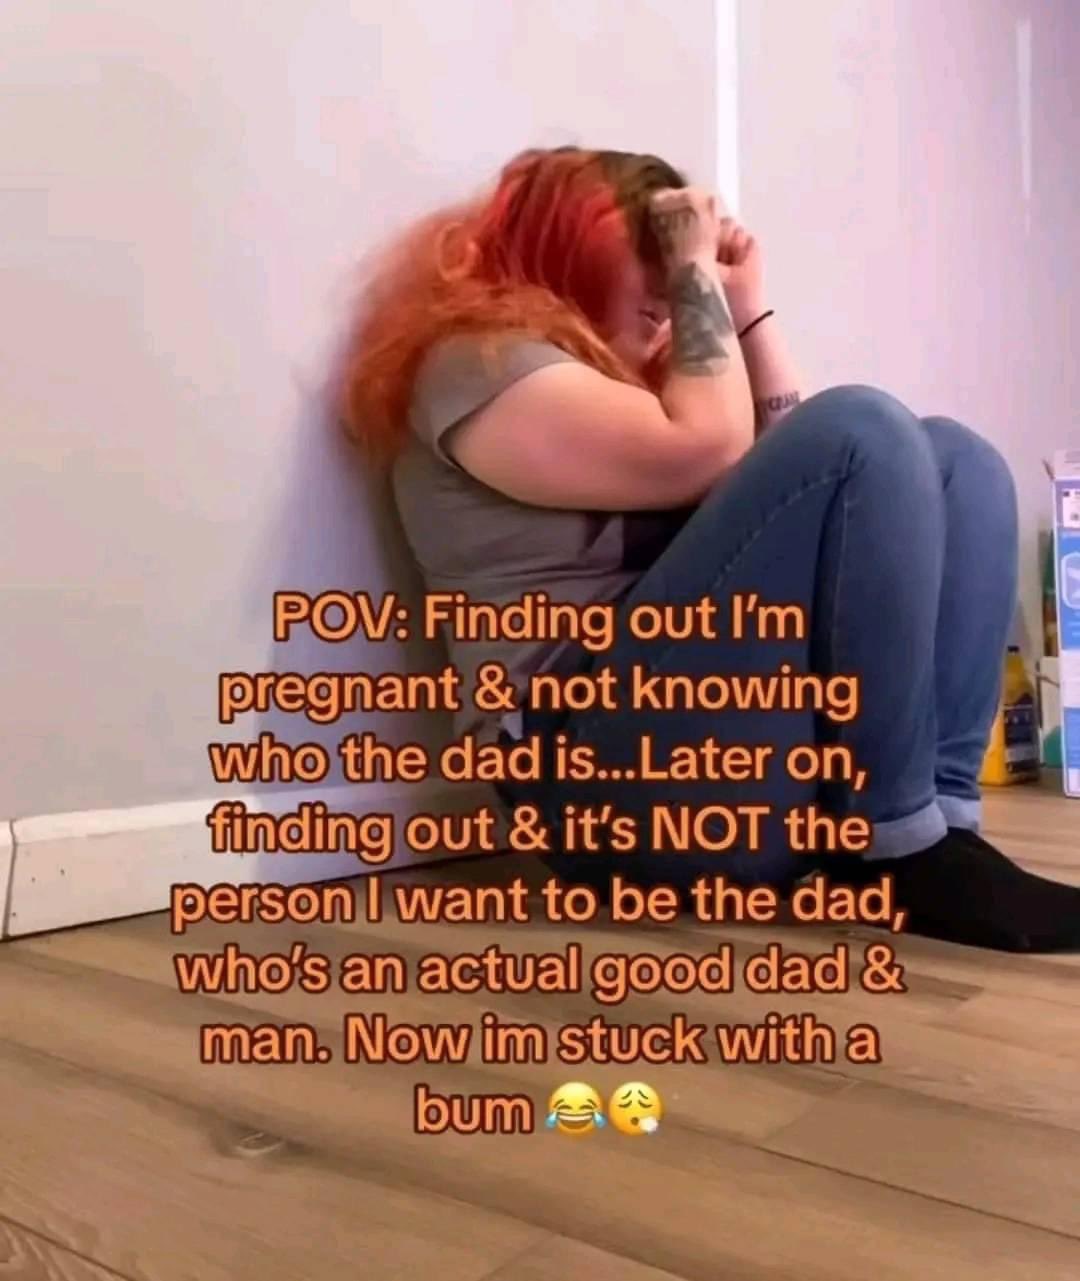 POV: Finding out I'm
pregnant & not knowing
who the dad is...Later on,
finding out & it's NOT the
person I want to be the dad,
who's an actual good dad &
man. Now im stuck with a
bum 😂😮‍💨